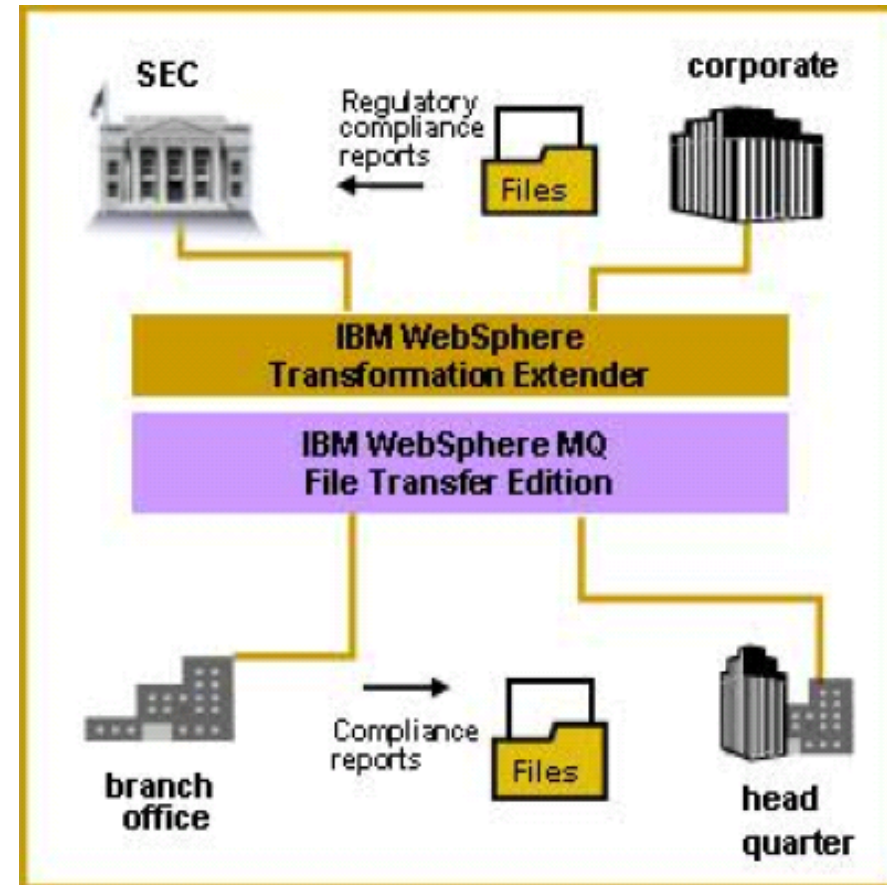 SEC
corporate
Regulatory
compliance
reports
Files
IBM WebSphere
Transformation Extender
IBM WebSphere MQ
File Transfer Edition
Compliance
reports
Files
branch
office
head
quarter